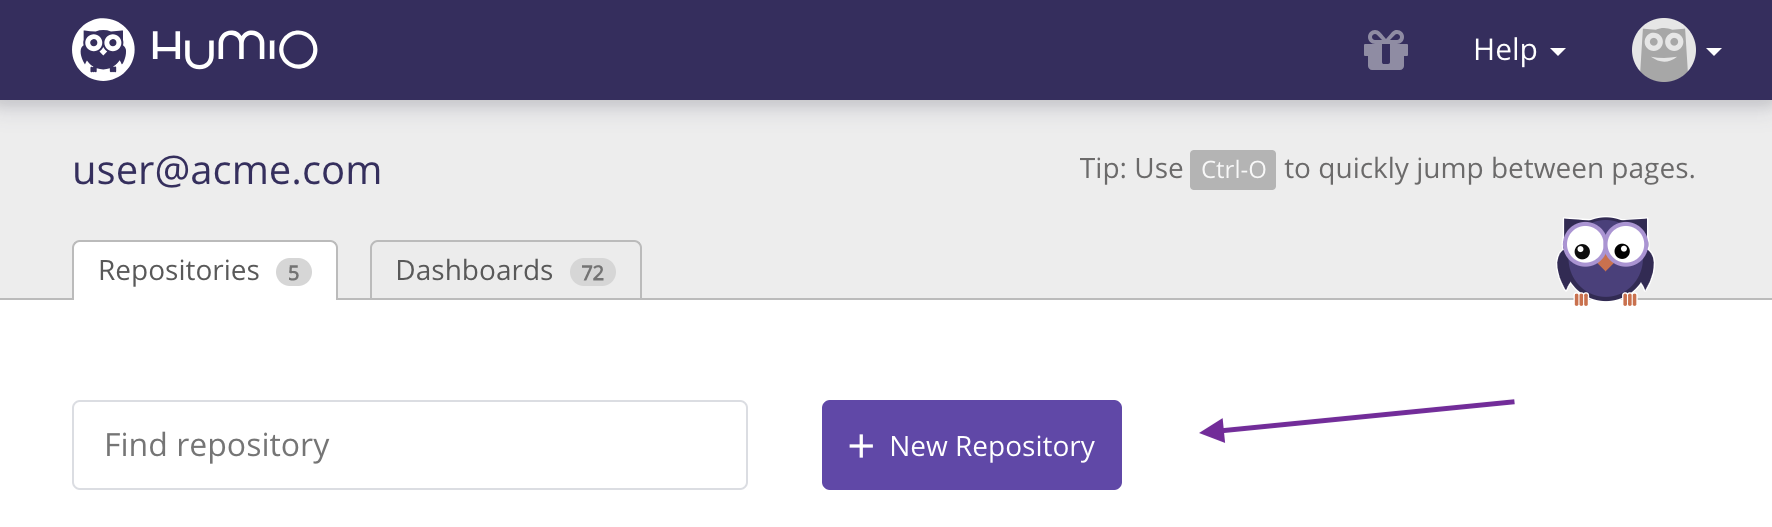 HUMIO
Help
user@acme.com
Tip: Use Ctrl-O to quickly jump between pages.
Repositories 5
Dashboards 72
Find repository
+ New Repository